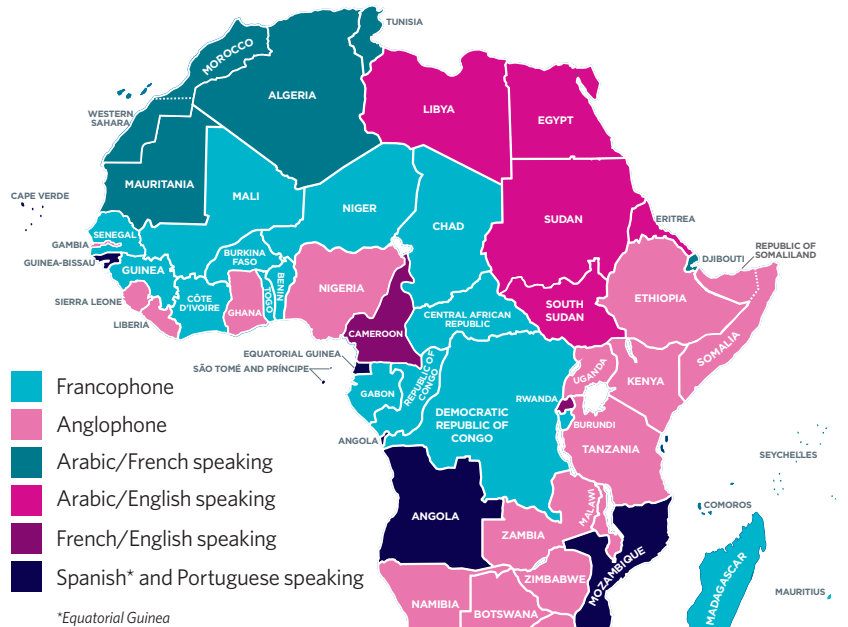 TUNISIA
MOROCCO
ALGERIA
LIBYA
EGYPT
WESTERN
SAHARA
MAURITANIA
MALI
NIGER
CHAD
SUDAN
ERITREA
CAPE VERDE
SENEGAL
GAMBIA
GUINEA-BISSAU
GUINEA
BURKINA
FASO
BENIN
TOGO
GHANA
CÔTE
D'IVOIRE
SIERRA LEONE
LIBERIA
NIGERIA
CAMEROON
CENTRAL AFRICAN
REPUBLIC
SOUTH
SUDAN
DJIBOUTI
REPUBLIC OF
SOMALILAND
ETHIOPIA
SOMALIA
EQUATORIAL GUINEA
SÃO TOMÉ AND PRÍNCIPE
GABON
REPUBLIC OF
CONGO
DEMOCRATIC
REPUBLIC OF
CONGO
UGANDA
KENYA
RWANDA
BURUNDI
TANZANIA
SEYCHELLES
COMOROS
ANGOLA
ANGOLA
ZAMBIA
MALAWI
MOZAMBIQUE
ZIMBABWE
NAMIBIA
BOTSWANA
MADAGASCAR
MAURITIUS
Francophone
Anglophone
Arabic/French speaking
Arabic/English speaking
French/English speaking
Spanish* and Portuguese speaking
*Equatorial Guinea